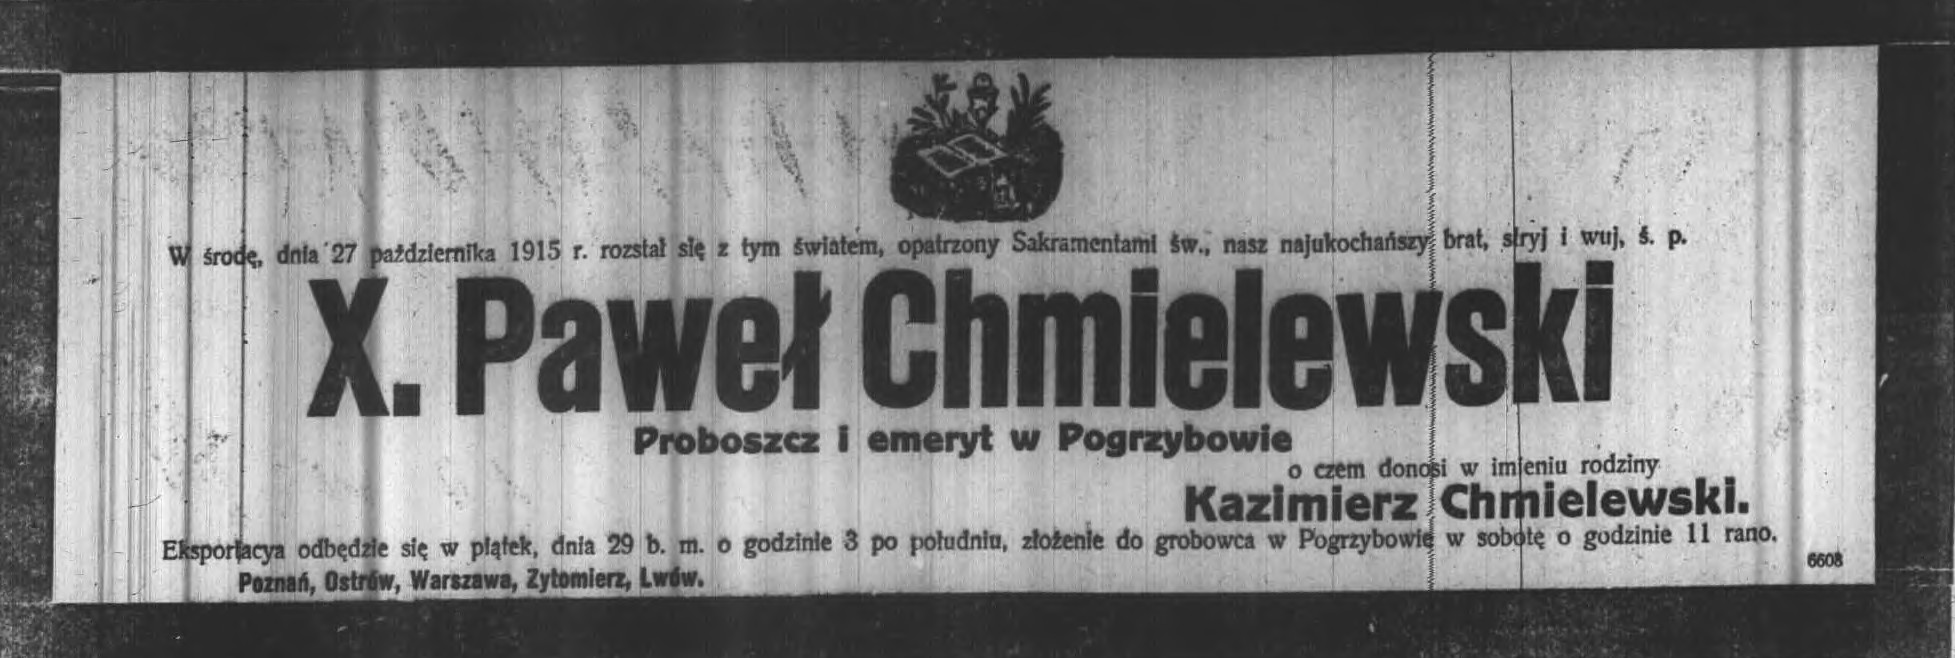 W środę, dnia 27 października 1915 r. rozstał się z tym światem, opatrzony Sakramentami św., nasz najukochańszy brat, stryj i wuj, ś. p.
X. Paweł Chmielewski
Proboszcz i emeryt w Pogrzybowie
o czem donosi w imieniu rodziny
Kazimierz Chmielewski.
Eksportacya odbędzie się w piątek, dnia 29 b. m. o godzinie 3 po południu, złożenie do grobowca w Pogrzybowie w sobotę o godzinie 11 rano.
Poznań, Ostrów, Warszawa, Zytomierz, Lwów.
6608